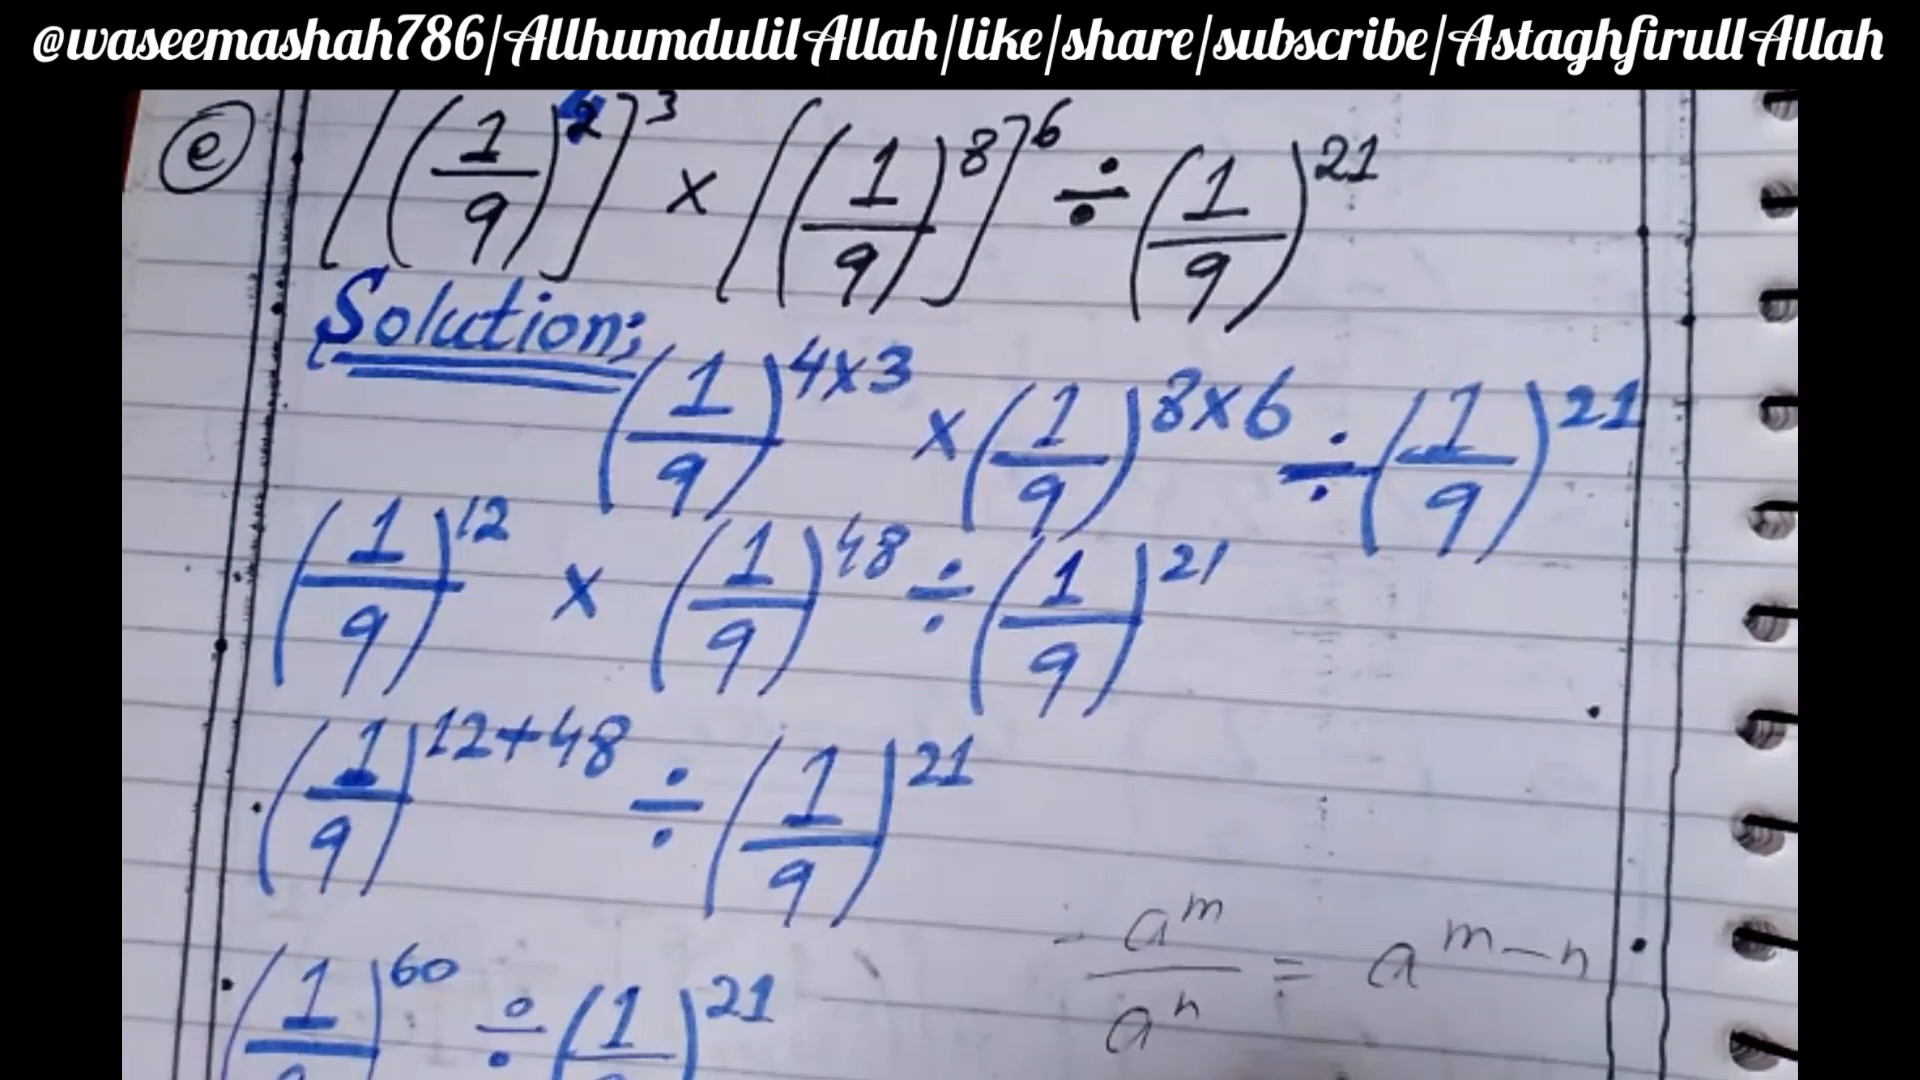 @waseemashah786/AllhumdulilAllah/like/share/subscribe/AstaghfirullAllah
(e) [(1/9)^2]^3 × [(1/9)^8]^6 ÷ (1/9)^21
Solution;
(1/9)^4×3 × (1/9)^8×6 ÷ (1/9)^21
(1/9)^12 × (1/9)^48 ÷ (1/9)^21
(1/9)^12+48 ÷ (1/9)^21
a^m/a^n = a^m-n
(1/9)^60 ÷ (1/